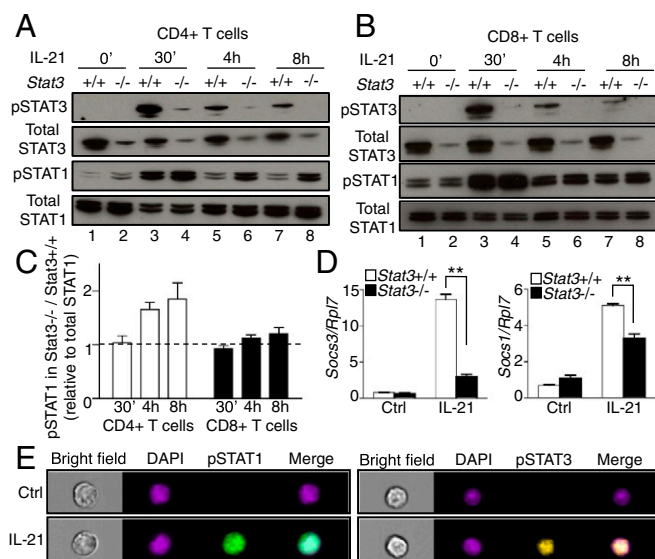 A
CD4+ T cells
IL-21 0’ 30’ 4h 8h
Stat3 +/+ -/- +/+ -/- +/+ -/- +/+ -/-
pSTAT3
Total
STAT3
pSTAT1
Total
STAT1
1 2 3 4 5 6 7 8
B
CD8+ T cells
IL-21 0’ 30’ 4h 8h
Stat3 +/+ -/- +/+ -/- +/+ -/- +/+ -/-
pSTAT3
Total
STAT3
pSTAT1
Total
STAT1
1 2 3 4 5 6 7 8
C
pSTAT1 in Stat3-/- / Stat3+/+
(relative to total STAT1)
2
1
0
30’ 4h 8h 30’ 4h 8h
CD4+ T cells CD8+ T cells
D
Stat3+/+
Stat3-/-
**
Socs3/Rpl7
15
10
5
0
Ctrl IL-21
Stat3+/+
Stat3-/-
**
Socs1/Rpl7
6
4
2
0
Ctrl IL-21
E
Bright field DAPI pSTAT1 Merge
Bright field DAPI pSTAT3 Merge
Ctrl
IL-21